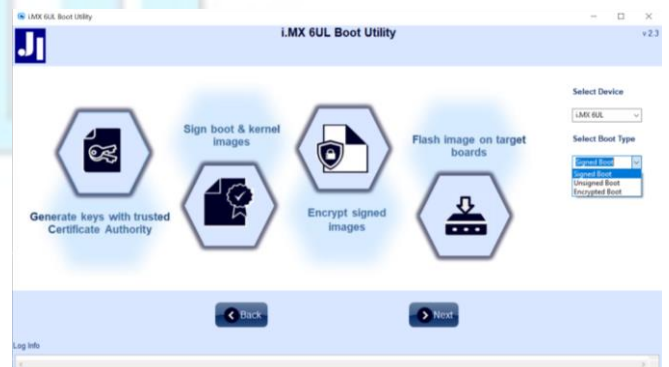 i.MX 6UL Boot Utility
i.MX 6UL Boot Utility
v 2.3
JI
Select Device
i.MX 6UL
Select Boot Type
Signed Boot
Signed Boot
Unsigned Boot
Encrypted Boot
Generate keys with trusted
Certificate Authority
Sign boot & kernel
images
Encrypt signed
images
Flash image on target
boards
Back
Next
Log Info